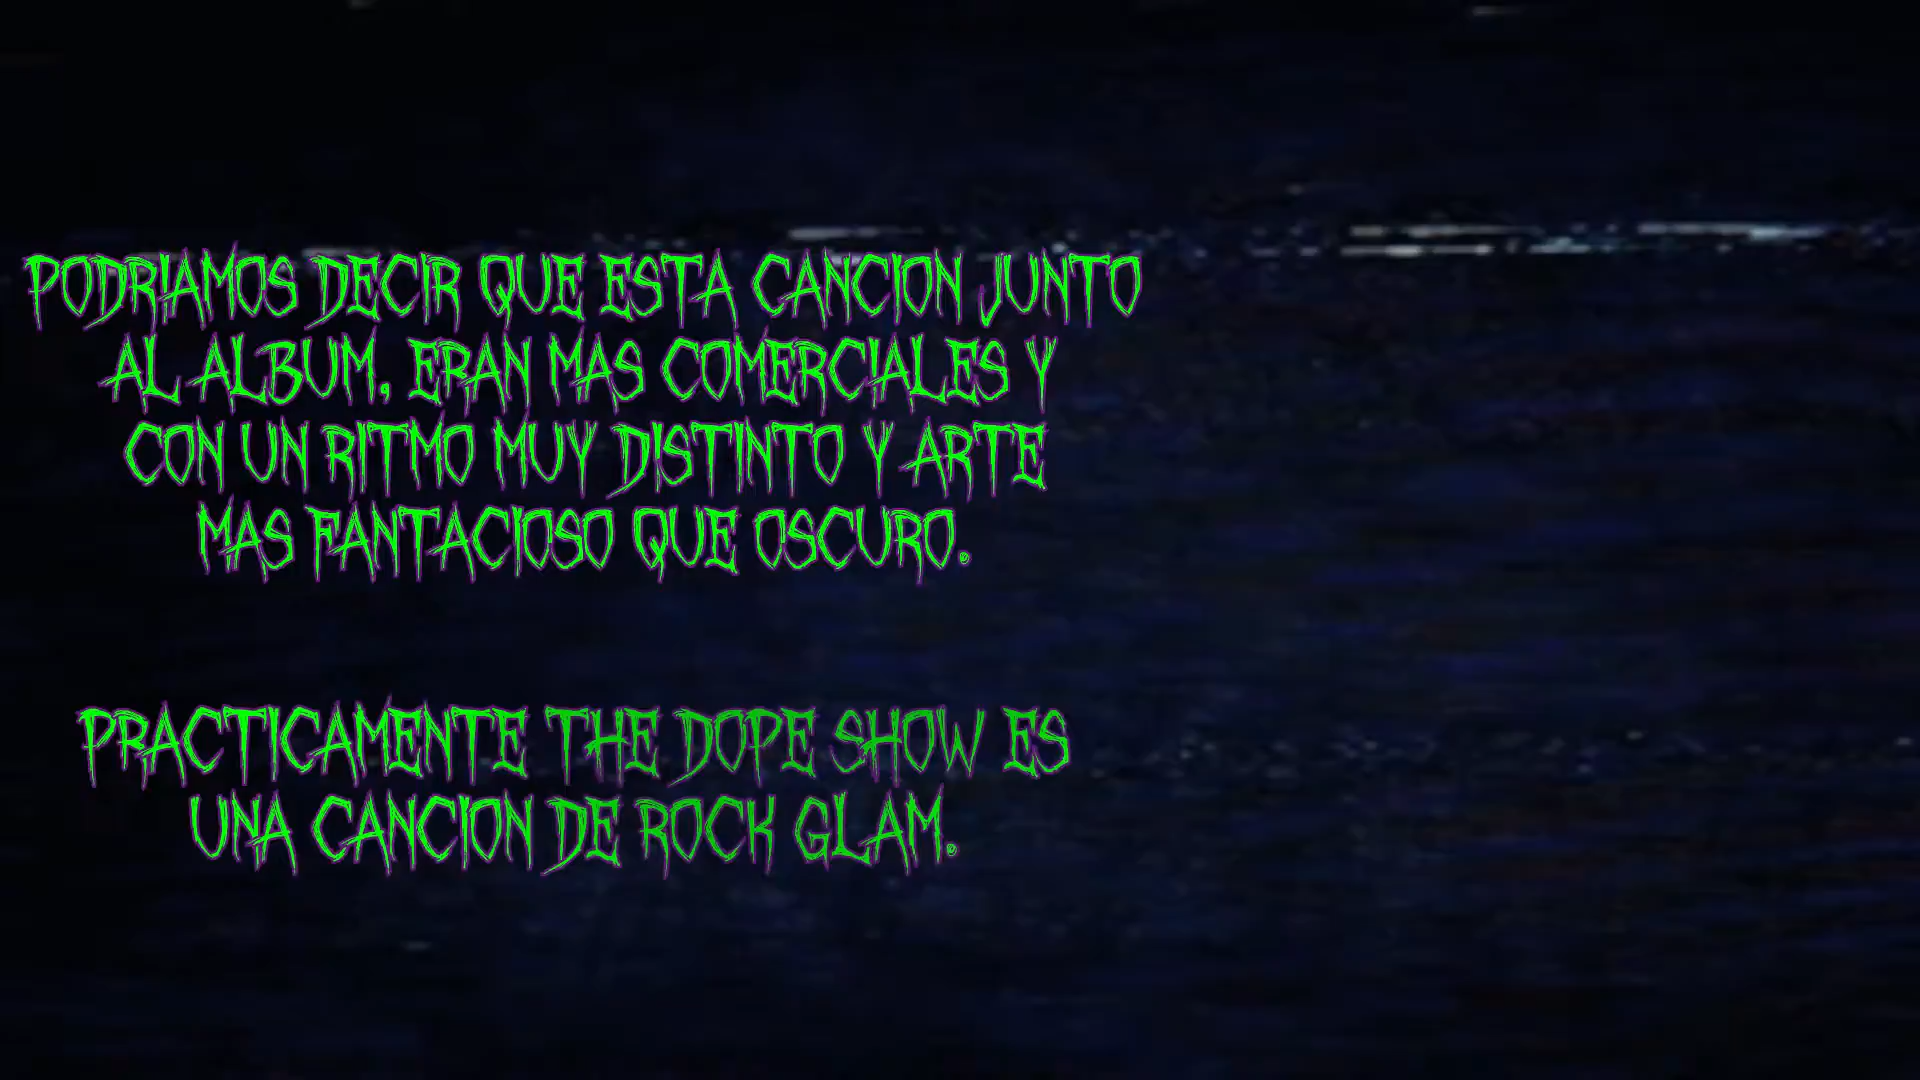 PODRIAMOS DECIR QUE ESTA CANCION JUNTO
AL ALBUM, ERAN MAS COMERCIALES Y
CON UN RITMO MUY DISTINTO Y ARTE
MAS FANTACIOSO QUE OSCURO.
PRACTICAMENTE THE DOPE SHOW ES
UNA CANCION DE ROCK GLAM.